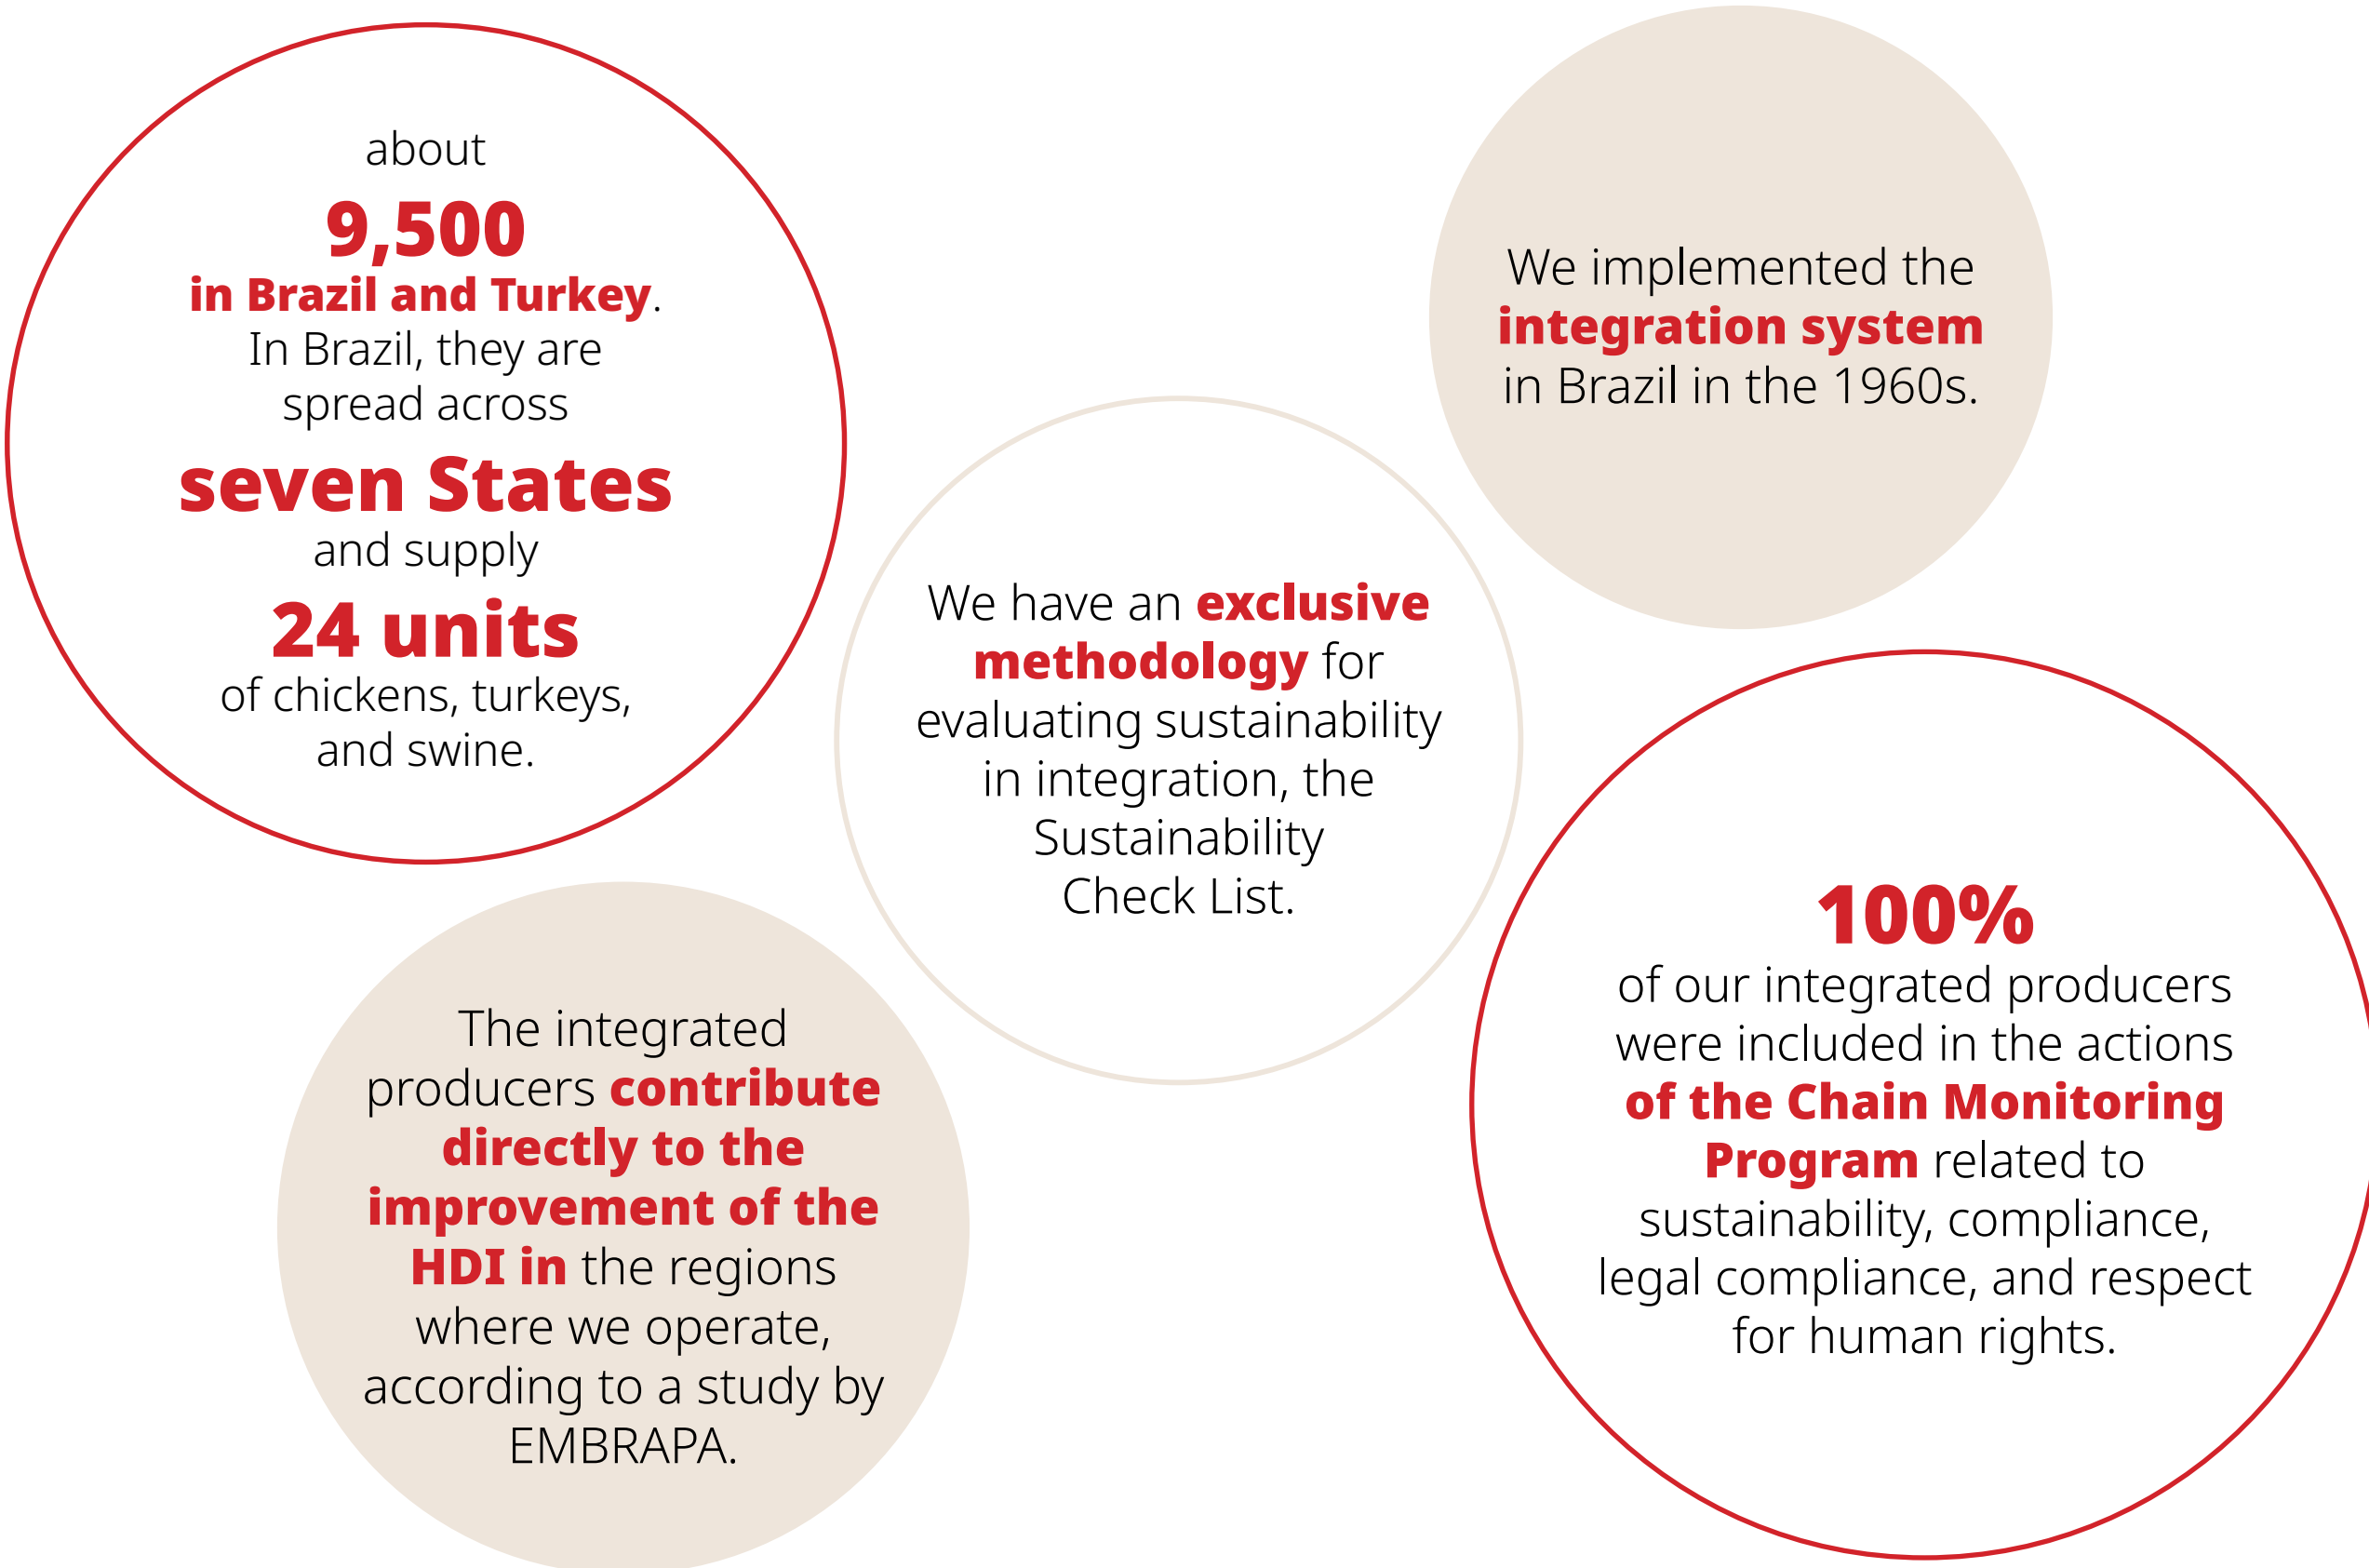 about
9,500
in Brazil and Turkey.
In Brazil, they are
spread across
seven States
and supply
24 units
of chickens, turkeys,
and swine.
We implemented the
integration system
in Brazil in the 1960s.
We have an exclusive
methodology for
evaluating sustainability
in integration, the
Sustainability
Check List.
The integrated
producers contribute
directly to the
improvement of the
HDI in the regions
where we operate,
according to a study by
EMBRAPA.
100%
of our integrated producers
were included in the actions
of the Chain Monitoring
Program related to
sustainability, compliance,
legal compliance, and respect
for human rights.